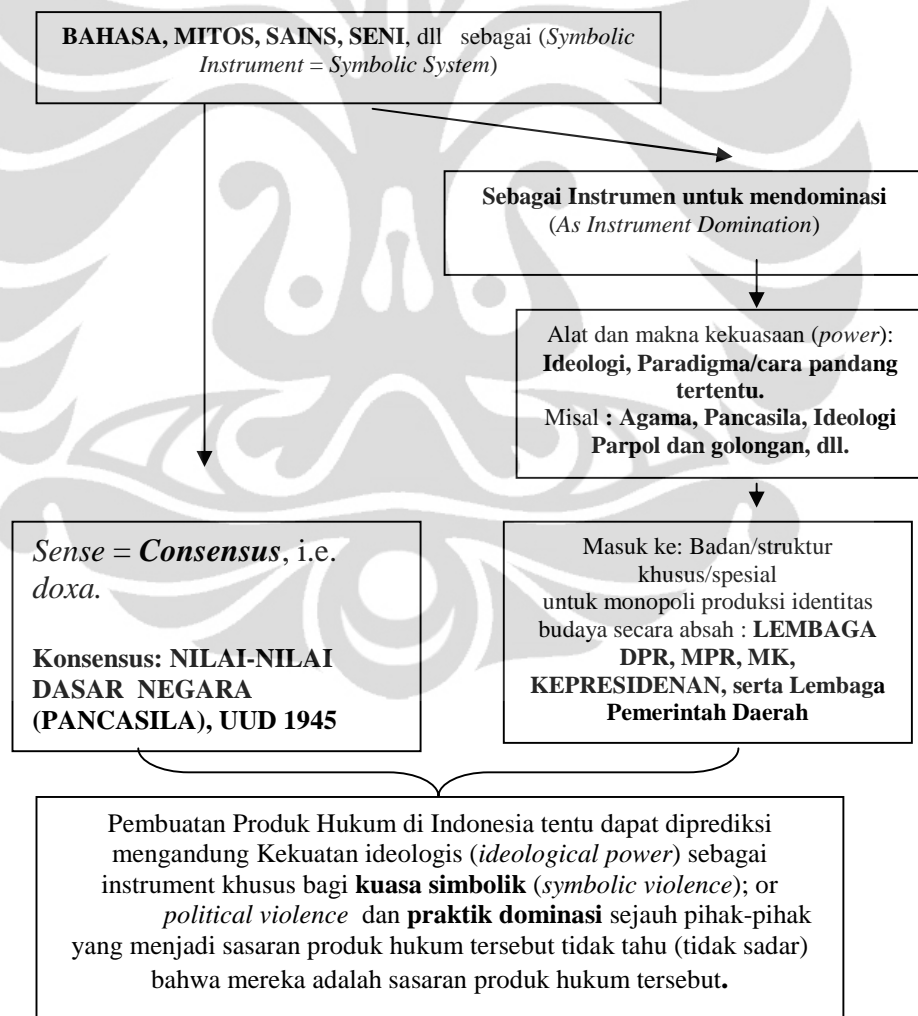 BAHASA, MITOS, SAINS, SENI, dll sebagai (Symbolic
Instrument = Symbolic System)
Sebagai Instrumen untuk mendominasi
(As Instrument Domination)
Alat dan makna kekuasaan (power):
Ideologi, Paradigma/cara pandang
tertentu.
Misal : Agama, Pancasila, Ideologi
Parpol dan golongan, dll.
Sense = Consensus, i.e.
doxa.
Konsensus: NILAI-NILAI
DASAR NEGARA
(PANCASILA), UUD 1945
Masuk ke: Badan/struktur
khusus/spesial
untuk monopoli produksi identitas
budaya secara absah : LEMBAGA
DPR, MPR, MK,
KEPRESIDENAN, serta Lembaga
Pemerintah Daerah
Pembuatan Produk Hukum di Indonesia tentu dapat diprediksi
mengandung Kekuatan ideologis (ideological power) sebagai
instrument khusus bagi kuasa simbolik (symbolic violence); or
political violence dan praktik dominasi sejauh pihak-pihak
yang menjadi sasaran produk hukum tersebut tidak tahu (tidak sadar)
bahwa mereka adalah sasaran produk hukum tersebut.